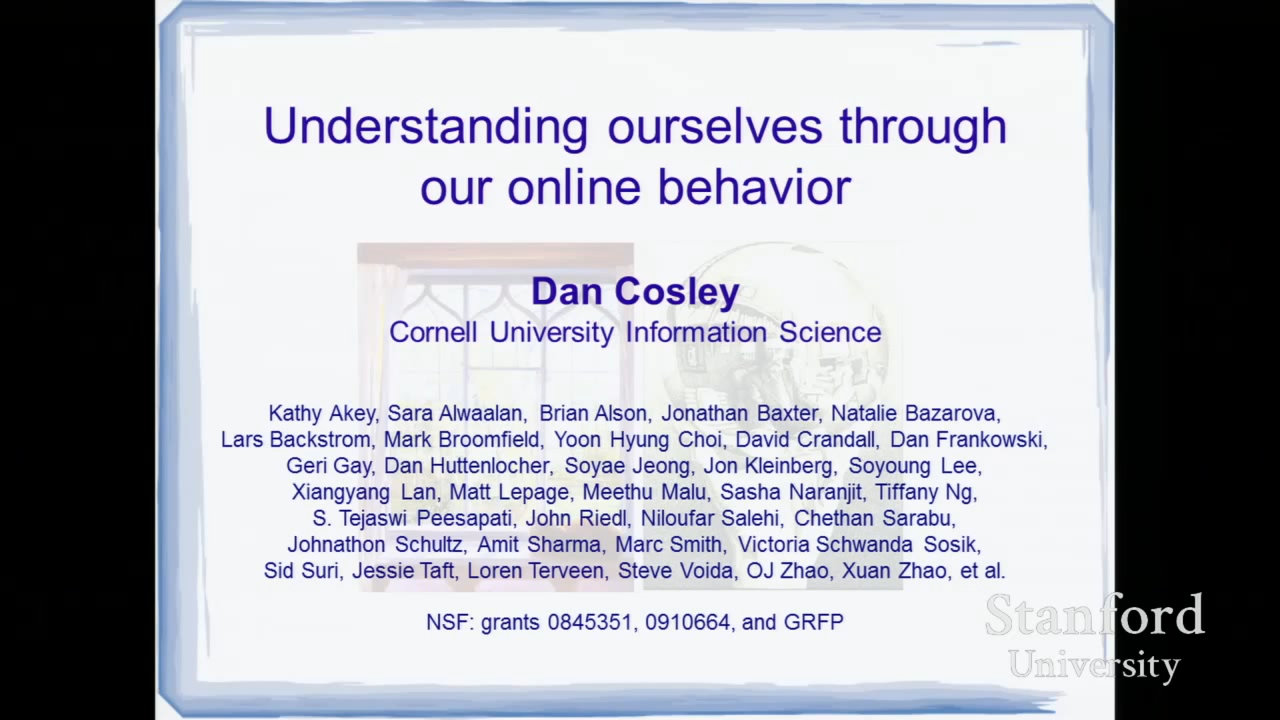 Understanding ourselves through
our online behavior
Dan Cosley
Cornell University Information Science
Kathy Akey, Sara Alwaalan, Brian Alson, Jonathan Baxter, Natalie Bazarova,
Lars Backstrom, Mark Broomfield, Yoon Hyung Choi, David Crandall, Dan Frankowski,
Geri Gay, Dan Huttenlocher, Soyae Jeong, Jon Kleinberg, Soyoung Lee,
Xiangyang Lan, Matt Lepage, Meethu Malu, Sasha Naranjit, Tiffany Ng,
S. Tejaswi Peesapati, John Riedl, Niloufar Salehi, Chethan Sarabu,
Johnathon Schultz, Amit Sharma, Marc Smith, Victoria Schwanda Sosik,
Sid Suri, Jessie Taft, Loren Terveen, Steve Voida, OJ Zhao, Xuan Zhao, et al.
NSF: grants 0845351, 0910664, and GRFP
Stanford
University